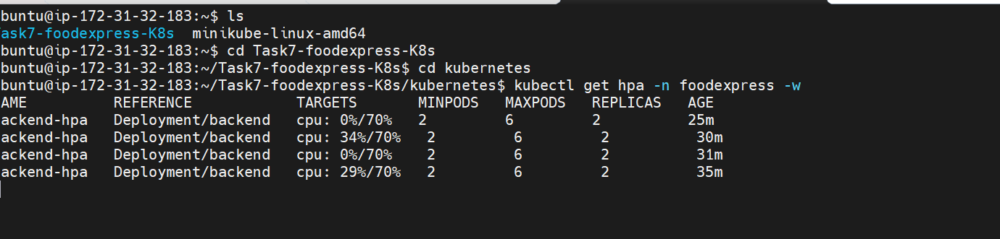 buntu@ip-172-31-32-183:~$ ls
ask7-foodexpress-K8s  minikube-linux-amd64
buntu@ip-172-31-32-183:~$ cd Task7-foodexpress-K8s
buntu@ip-172-31-32-183:~/Task7-foodexpress-K8s$ cd kubernetes
buntu@ip-172-31-32-183:~/Task7-foodexpress-K8s/kubernetes$ kubectl get hpa -n foodexpress -w
AME          REFERENCE            TARGETS       MINPODS   MAXPODS   REPLICAS   AGE
ackend-hpa   Deployment/backend   cpu: 0%/70%   2         6         2          25m
ackend-hpa   Deployment/backend   cpu: 34%/70%   2         6         2          30m
ackend-hpa   Deployment/backend   cpu: 0%/70%    2         6         2          31m
ackend-hpa   Deployment/backend   cpu: 29%/70%   2         6         2          35m